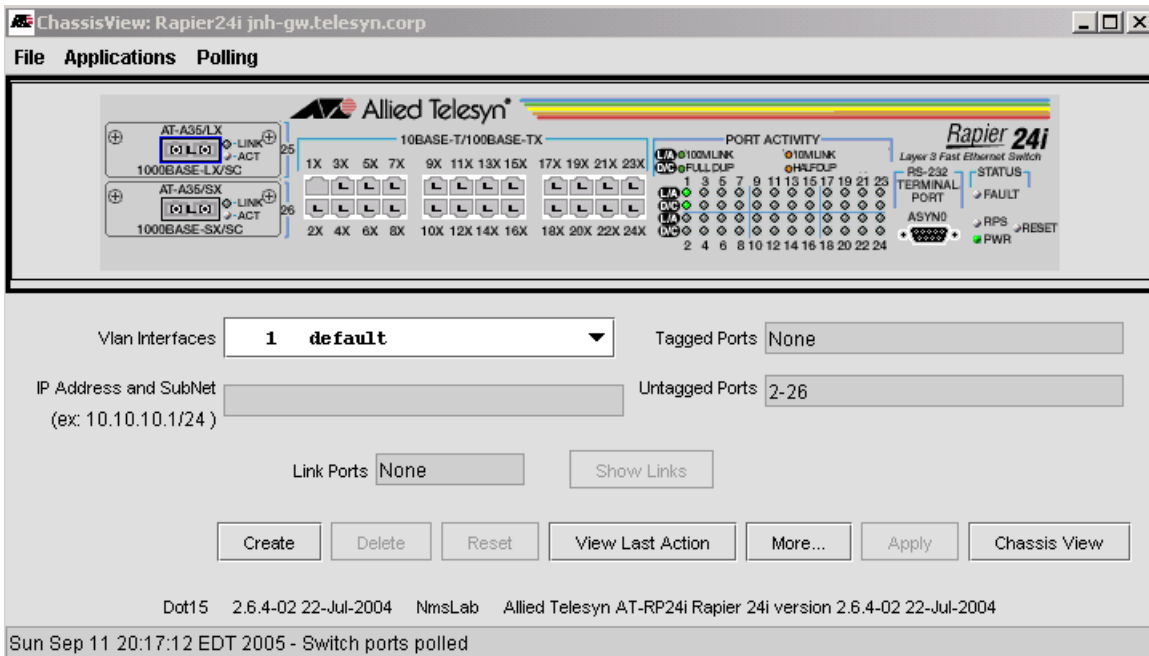 ChassisView: Rapier24i jnh-gw.telesyn.corp
File Applications Polling
Allied Telesyn
AT-A35/LX
LINK
ACT
25
1000BASE-LX/SC
AT-A35/SX
LINK
ACT
26
1000BASE-SX/SC
10BASE-T/100BASE-TX
1X 3X 5X 7X 9X 11X 13X 15X 17X 19X 21X 23X
2X 4X 6X 8X 10X 12X 14X 16X 18X 20X 22X 24X
PORT ACTIVITY
L/A 100MLINK 10MLINK
D/C FULL DUP HALFDUP
1 3 5 7 9 11 13 15 17 19 21 23
L/A
D/C
L/A
D/C
2 4 6 8 10 12 14 16 18 20 22 24
Rapier 24i
Layer 3 Fast Ethernet Switch
RS-232
TERMINAL
PORT
ASYN0
STATUS
FAULT
RPS
RESET
PWR
Vlan Interfaces 1 default Tagged Ports None
IP Address and SubNet Untagged Ports 2-26
(ex: 10.10.10.1/24 )
Link Ports None Show Links
Create Delete Reset View Last Action More... Apply Chassis View
Dot15 2.6.4-02 22-Jul-2004 NmsLab Allied Telesyn AT-RP24i Rapier 24i version 2.6.4-02 22-Jul-2004
Sun Sep 11 20:17:12 EDT 2005 - Switch ports polled